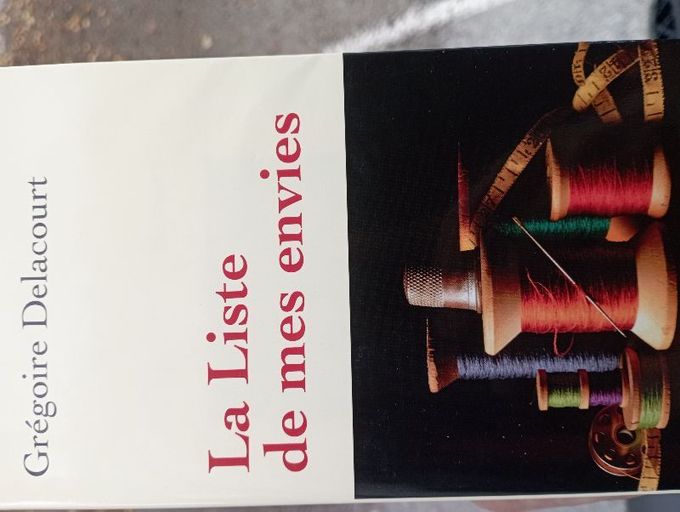 Grégoire Delacourt
La Liste
de mes envies